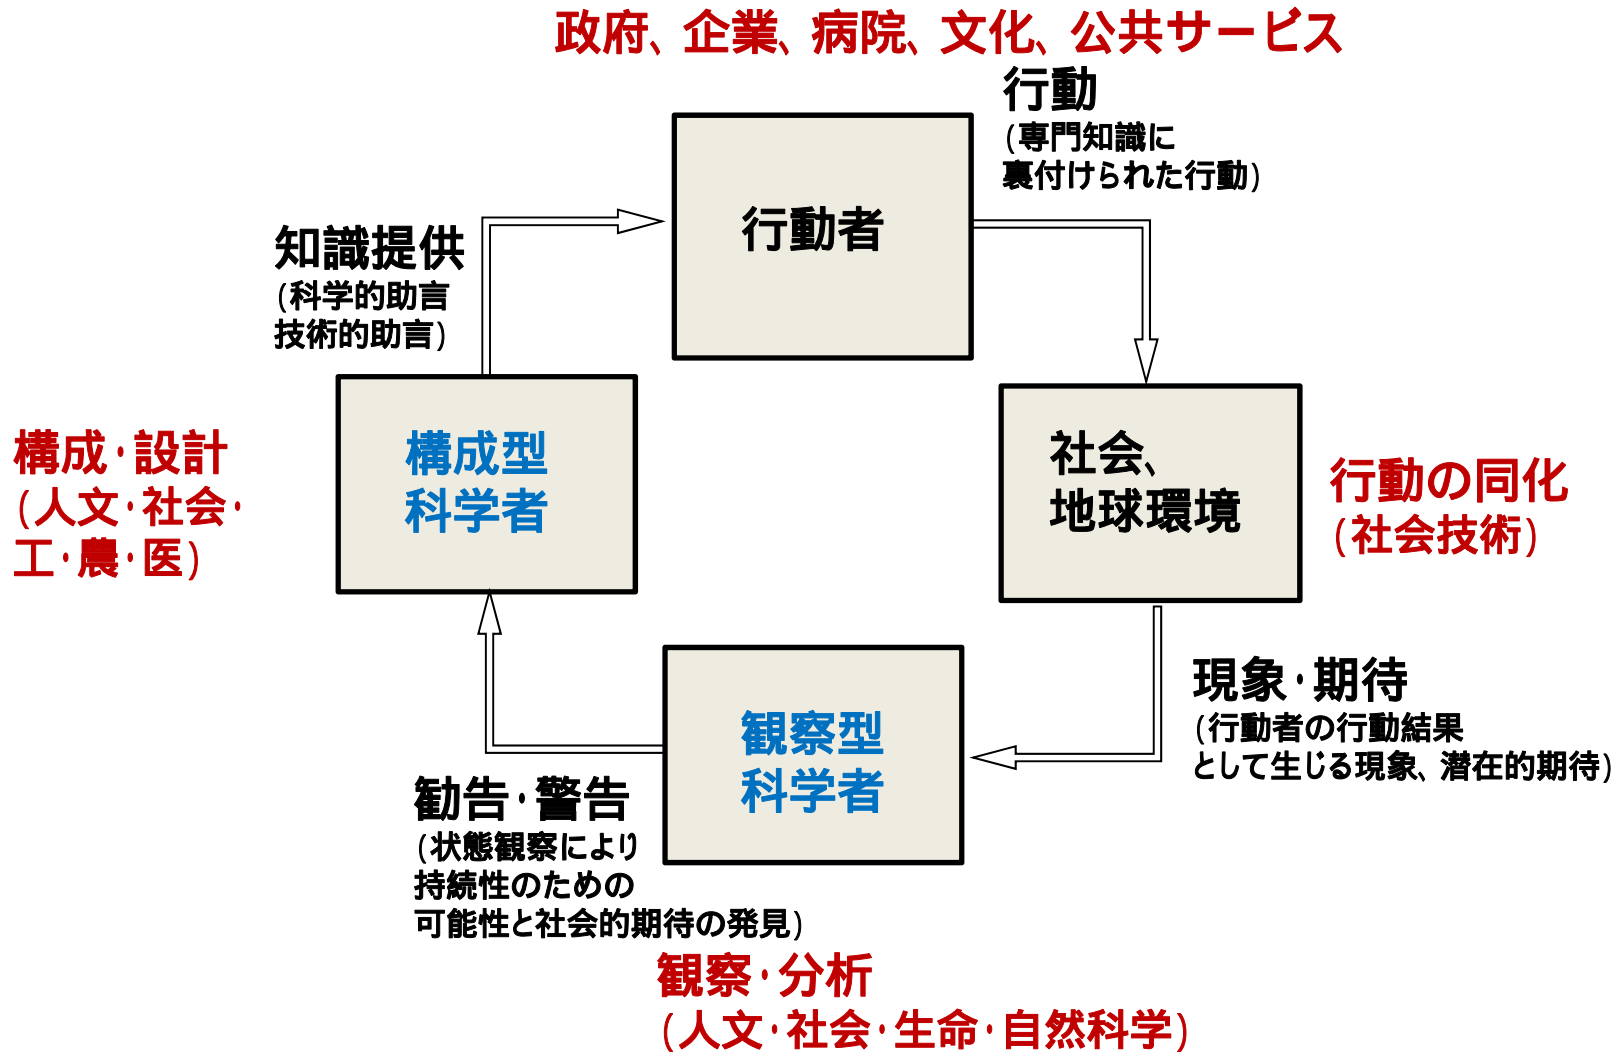 政府、企業、病院、文化、公共サービス
行動
(専門知識に
裏付けられた行動)
行動者
知識提供
(科学的助言
技術的助言)
構成・設計
(人文・社会・
工・農・医)
構成型
科学者
社会、
地球環境
行動の同化
(社会技術)
現象・期待
(行動者の行動結果
として生じる現象、潜在的期待)
観察型
科学者
勧告・警告
(状態観察により
持続性のための
可能性と社会的期待の発見)
観察・分析
(人文・社会・生命・自然科学)